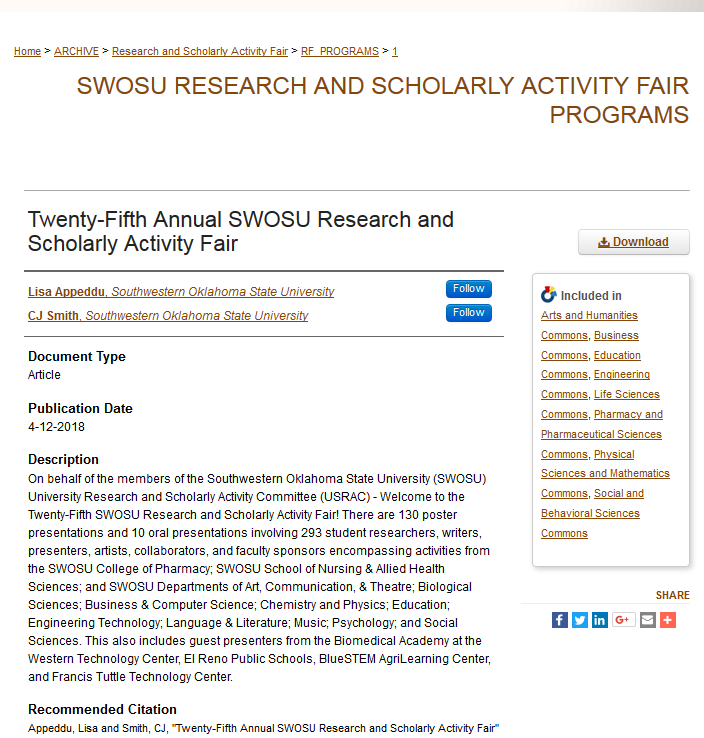 Home > ARCHIVE > Research and Scholarly Activity Fair > RF_PROGRAMS > 1
SWOSU RESEARCH AND SCHOLARLY ACTIVITY FAIR
PROGRAMS
Twenty-Fifth Annual SWOSU Research and
Scholarly Activity Fair
Lisa Appeddu, Southwestern Oklahoma State University
Follow
CJ Smith, Southwestern Oklahoma State University
Follow
Document Type
Article
Publication Date
4-12-2018
Description
On behalf of the members of the Southwestern Oklahoma State University (SWOSU)
University Research and Scholarly Activity Committee (USRAC) - Welcome to the
Twenty-Fifth SWOSU Research and Scholarly Activity Fair! There are 130 poster
presentations and 10 oral presentations involving 293 student researchers, writers,
presenters, artists, collaborators, and faculty sponsors encompassing activities from
the SWOSU College of Pharmacy; SWOSU School of Nursing & Allied Health
Sciences; and SWOSU Departments of Art, Communication, & Theatre; Biological
Sciences; Business & Computer Science; Chemistry and Physics; Education;
Engineering Technology; Language & Literature; Music; Psychology; and Social
Sciences. This also includes guest presenters from the Biomedical Academy at the
Western Technology Center, El Reno Public Schools, BlueSTEM AgriLearning Center,
and Francis Tuttle Technology Center.
Recommended Citation
Appeddu, Lisa and Smith, CJ, "Twenty-Fifth Annual SWOSU Research and Scholarly Activity Fair"
Download
Included in
Arts and Humanities
Commons, Business
Commons, Education
Commons, Engineering
Commons, Life Sciences
Commons, Pharmacy and
Pharmaceutical Sciences
Commons, Physical
Sciences and Mathematics
Commons, Social and
Behavioral Sciences
Commons
SHARE
f in G+